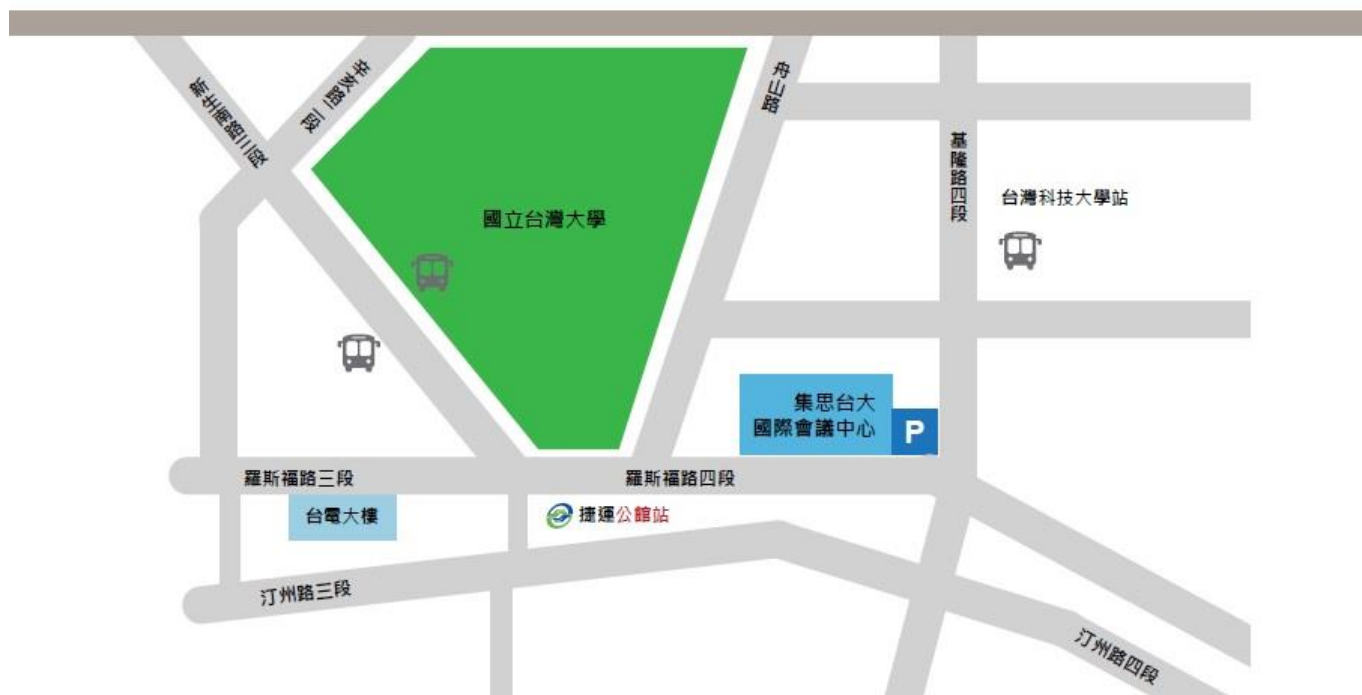 新生南路三段
辛亥路二段
舟山路
基隆路四段
台灣科技大學站
國立台灣大學
集思台大
國際會議中心
P
羅斯福路三段
羅斯福路四段
台電大樓
捷運公館站
汀州路三段
汀州路四段